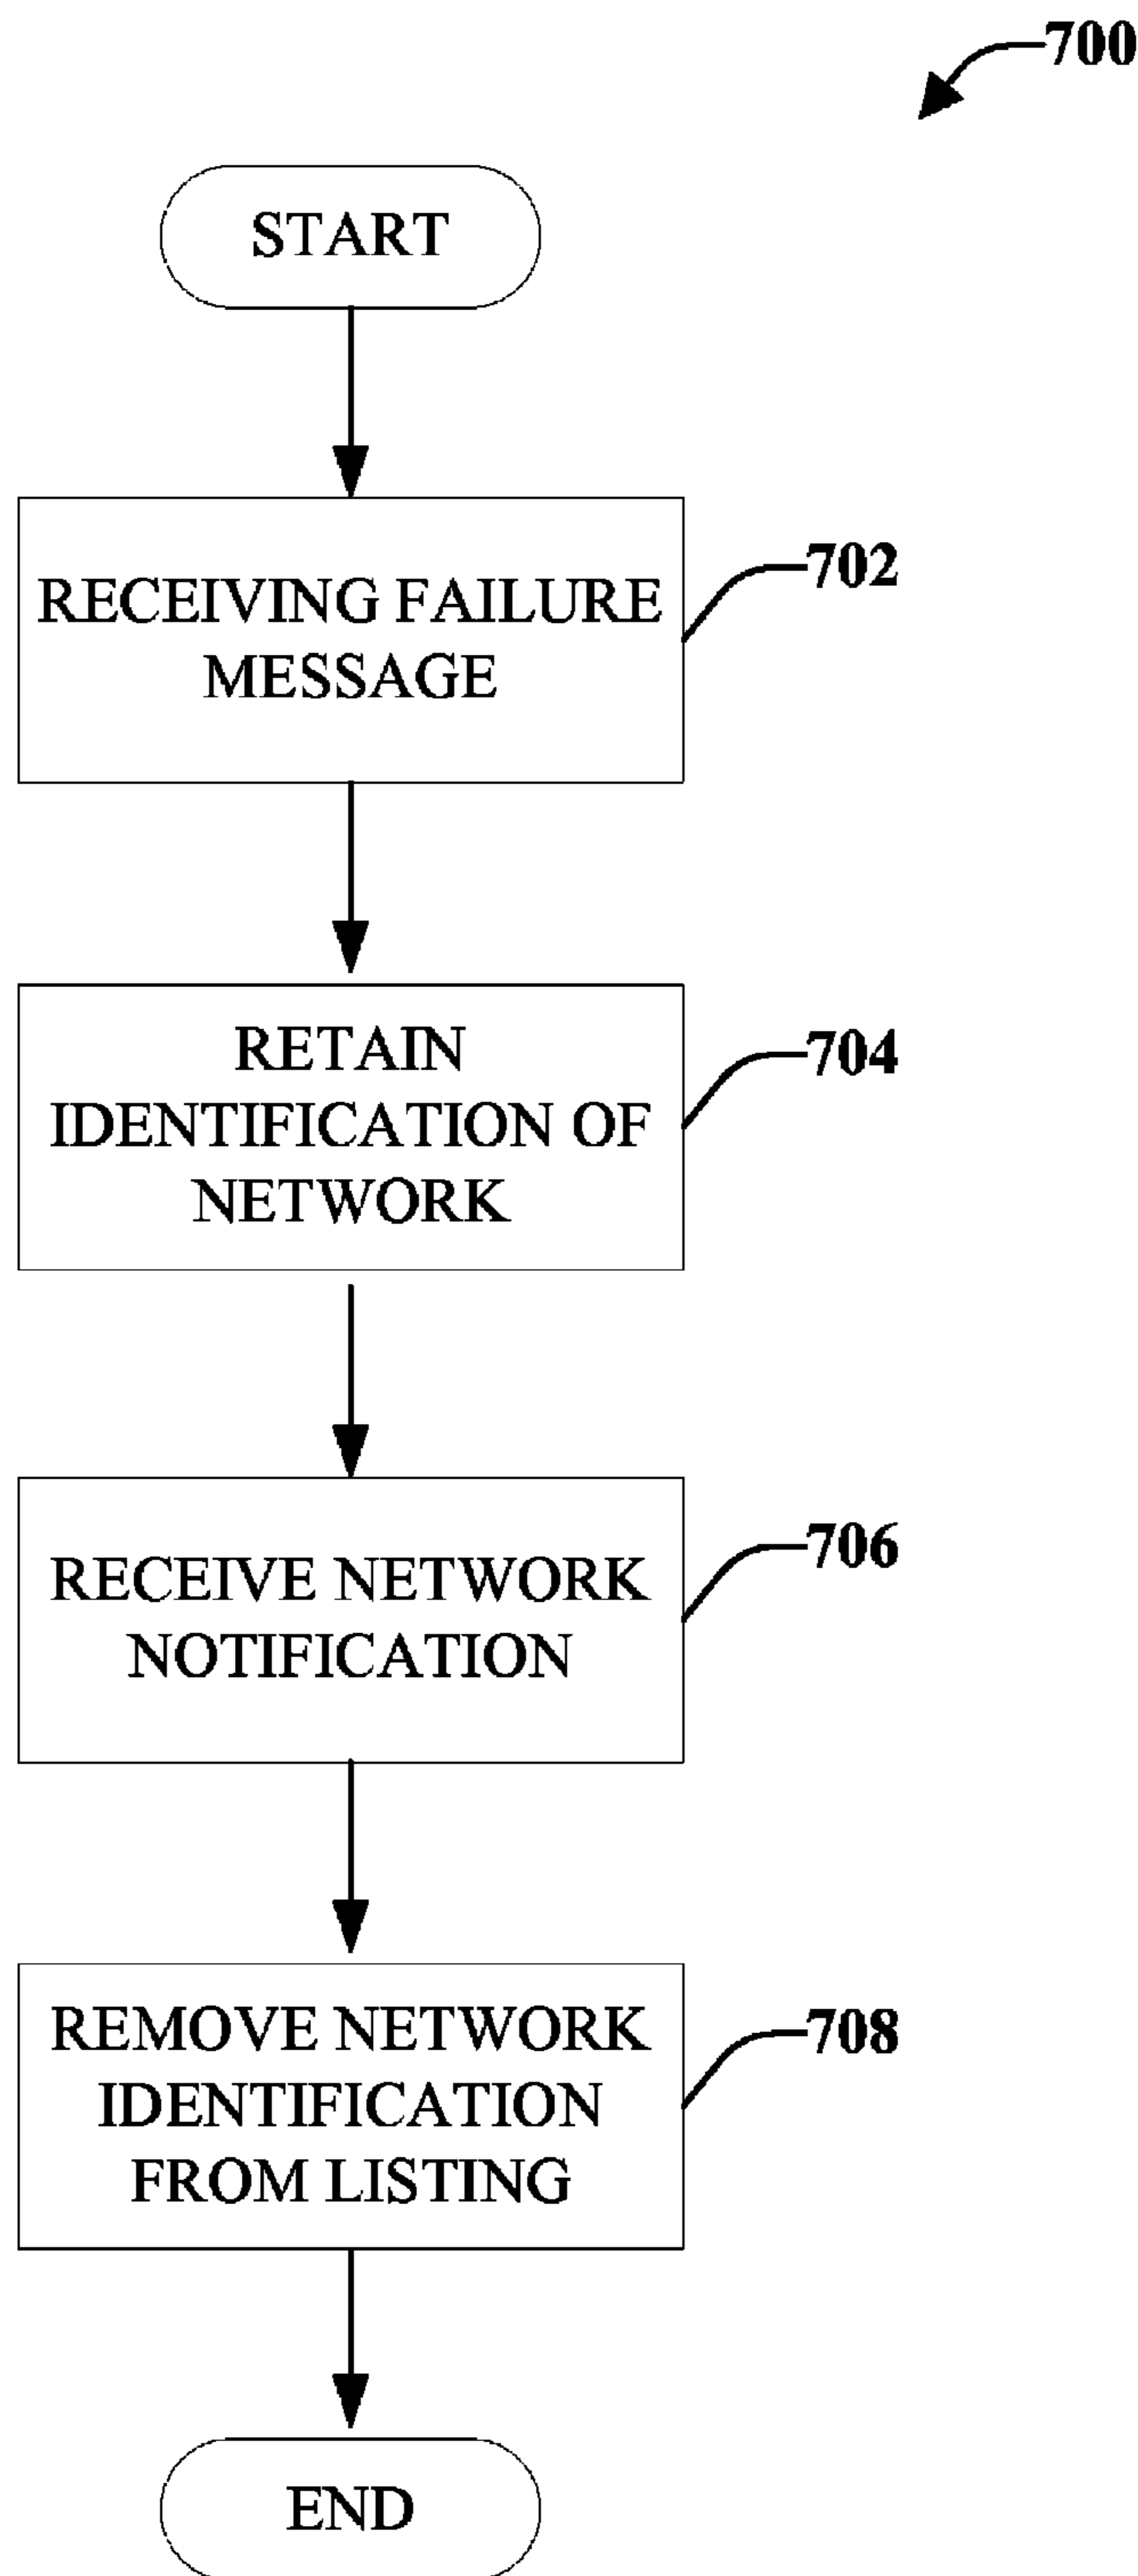 700
START
RECEIVING FAILURE
MESSAGE
702
RETAIN
IDENTIFICATION OF
NETWORK
704
RECEIVE NETWORK
NOTIFICATION
706
REMOVE NETWORK
IDENTIFICATION
FROM LISTING
708
END